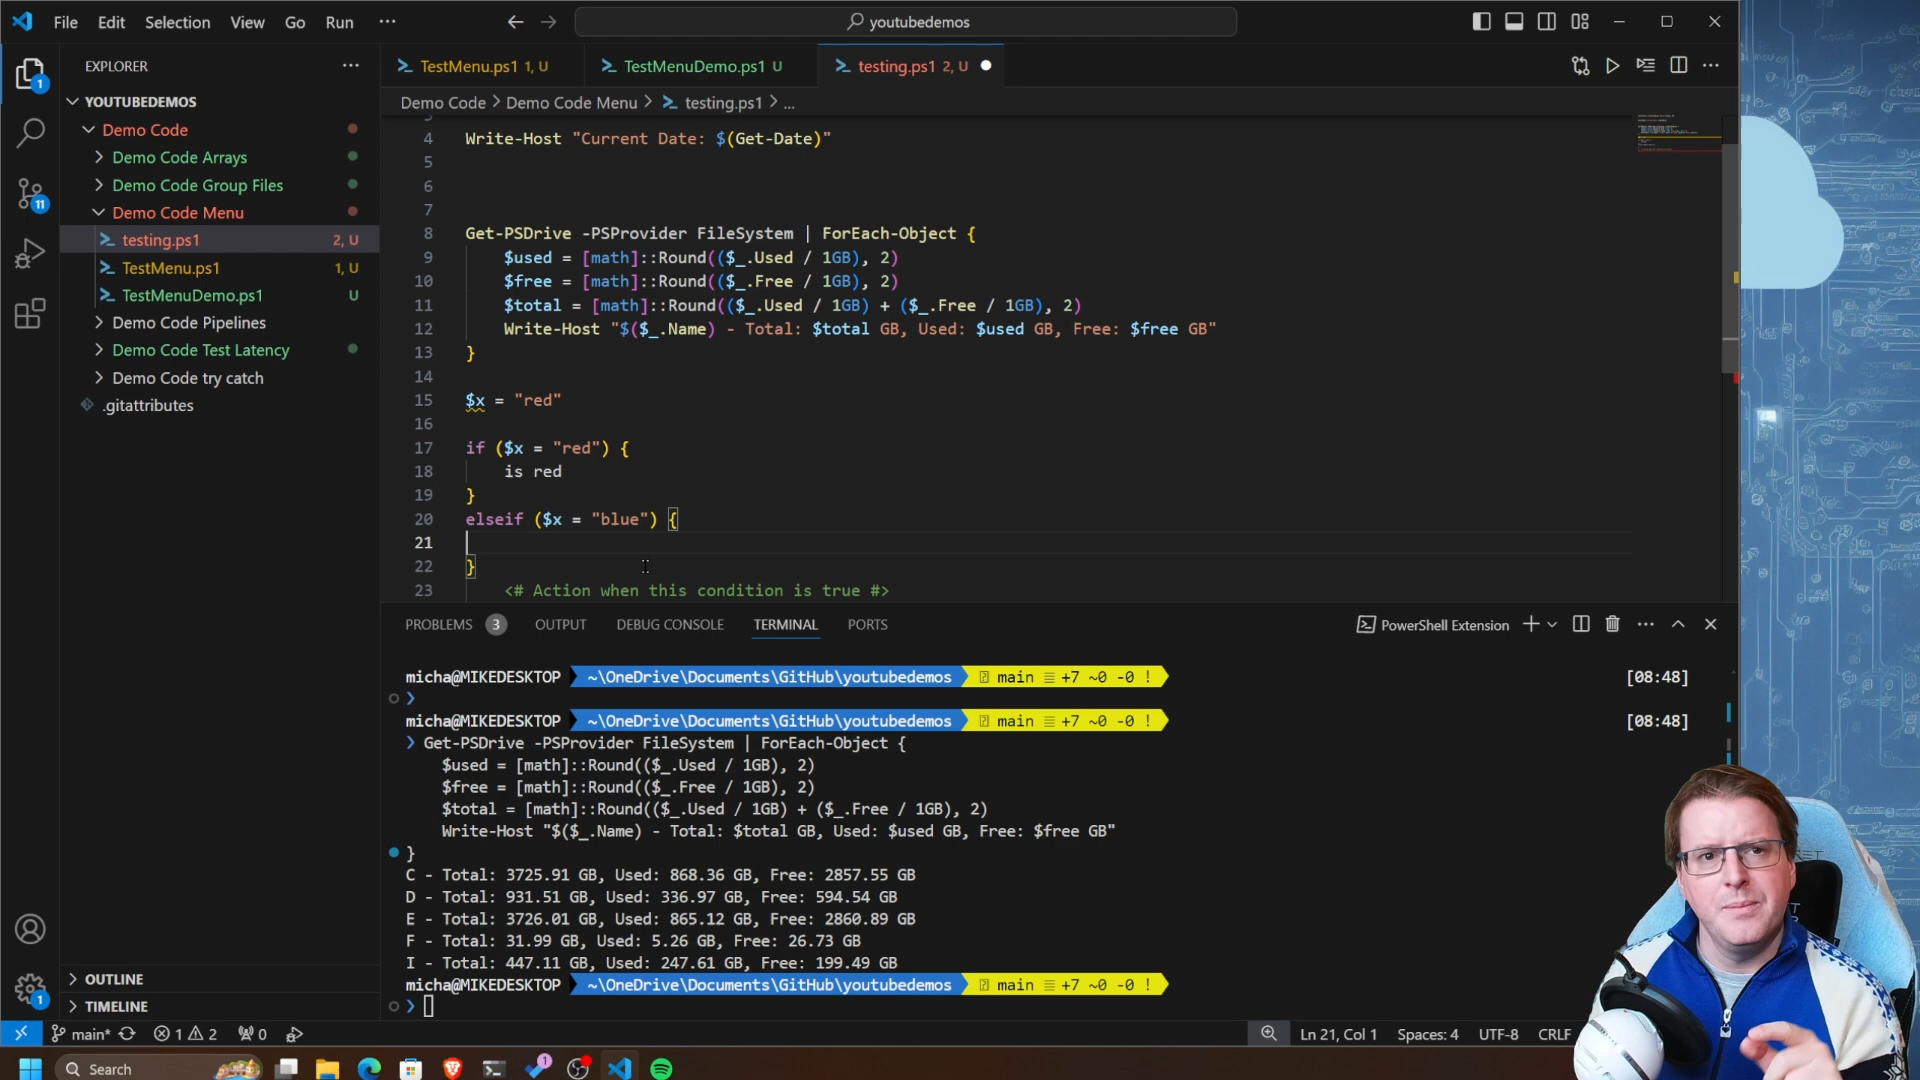 File Edit Selection View Go Run ... youtubedemos
EXPLORER ...
YOUTUBEDEMOS
Demo Code
Demo Code Arrays
Demo Code Group Files
Demo Code Menu
testing.ps1 2, U
TestMenu.ps1 1, U
TestMenuDemo.ps1 U
Demo Code Pipelines
Demo Code Test Latency
Demo Code try catch
.gitattributes
OUTLINE
TIMELINE
1
11
1
TestMenu.ps1 1, U TestMenuDemo.ps1 U testing.ps1 2, U
Demo Code > Demo Code Menu > testing.ps1 > ...
4 Write-Host "Current Date: $(Get-Date)"
5
6
7
8 Get-PSDrive -PSProvider FileSystem | ForEach-Object {
9 $used = [math]::Round(($_.Used / 1GB), 2)
10 $free = [math]::Round(($_.Free / 1GB), 2)
11 $total = [math]::Round(($_.Used / 1GB) + ($_.Free / 1GB), 2)
12 Write-Host "$($_.Name) - Total: $total GB, Used: $used GB, Free: $free GB"
13 }
14
15 $x = "red"
16
17 if ($x = "red") {
18 is red
19 }
20 elseif ($x = "blue") {
21
22 }
23 <# Action when this condition is true #>
PROBLEMS 3 OUTPUT DEBUG CONSOLE TERMINAL PORTS PowerShell Extension
micha@MIKEDESKTOP ~\OneDrive\Documents\GitHub\youtubedemos main ≡ +7 ~0 -0 ! [08:48]
❯
micha@MIKEDESKTOP ~\OneDrive\Documents\GitHub\youtubedemos main ≡ +7 ~0 -0 ! [08:48]
❯ Get-PSDrive -PSProvider FileSystem | ForEach-Object {
$used = [math]::Round(($_.Used / 1GB), 2)
$free = [math]::Round(($_.Free / 1GB), 2)
$total = [math]::Round(($_.Used / 1GB) + ($_.Free / 1GB), 2)
Write-Host "$($_.Name) - Total: $total GB, Used: $used GB, Free: $free GB"
}
C - Total: 3725.91 GB, Used: 868.36 GB, Free: 2857.55 GB
D - Total: 931.51 GB, Used: 336.97 GB, Free: 594.54 GB
E - Total: 3726.01 GB, Used: 865.12 GB, Free: 2860.89 GB
F - Total: 31.99 GB, Used: 5.26 GB, Free: 26.73 GB
I - Total: 447.11 GB, Used: 247.61 GB, Free: 199.49 GB
micha@MIKEDESKTOP ~\OneDrive\Documents\GitHub\youtubedemos main ≡ +7 ~0 -0 !
❯
main* 1 2 0 Ln 21, Col 1 Spaces: 4 UTF-8 CRLF
Search 1